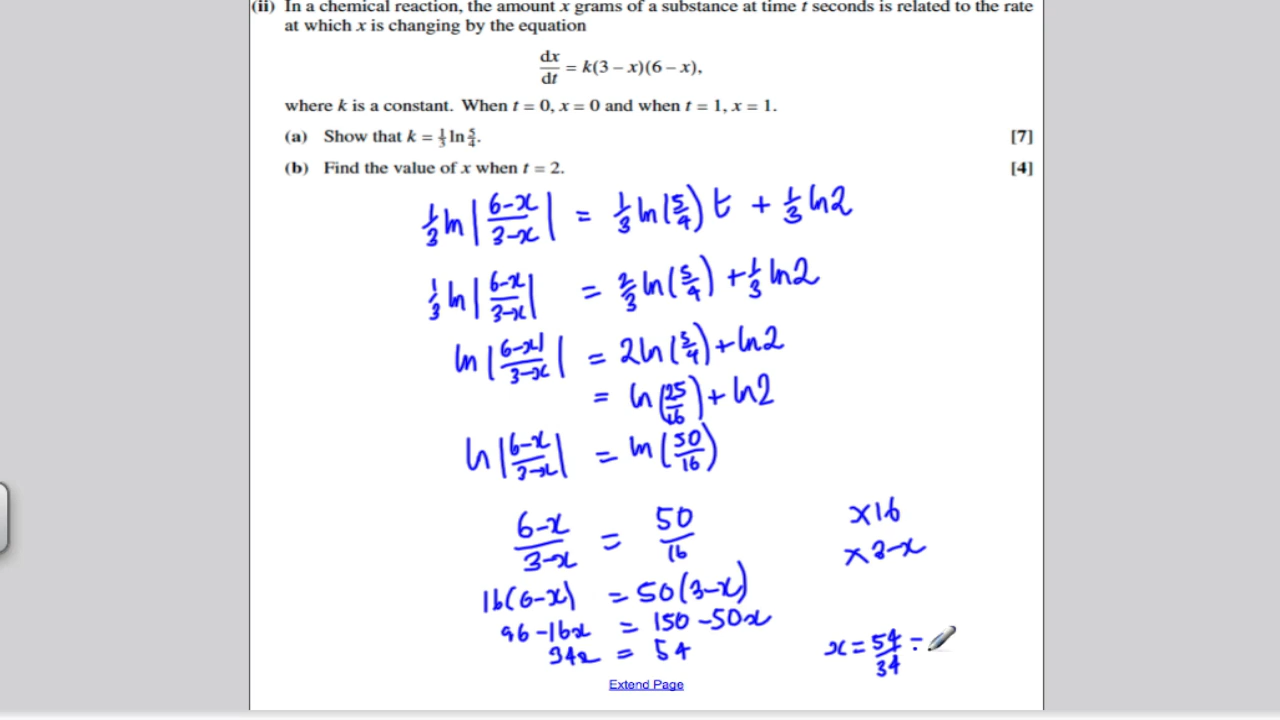 (ii) In a chemical reaction, the amount x grams of a substance at time t seconds is related to the rate
at which x is changing by the equation
dx/dt = k(3 – x)(6 – x),
where k is a constant. When t = 0, x = 0 and when t = 1, x = 1.
(a) Show that k = 1/3 ln 5/4. [7]
(b) Find the value of x when t = 2. [4]
1/3 ln |(6-x)/(3-x)| = 1/3 ln(5/4) t + 1/3 ln2
1/3 ln |(6-x)/(3-x)| = 2/3 ln(5/4) + 1/3 ln2
ln |(6-x)/(3-x)| = 2ln(5/4) + ln2
= ln(25/16) + ln2
ln |(6-x)/(3-x)| = ln(50/16)
(6-x)/(3-x) = 50/16 ×16
×3-x
16(6-x) = 50(3-x)
96-16x = 150-50x
34x = 54 x = 54/34 =
Extend Page